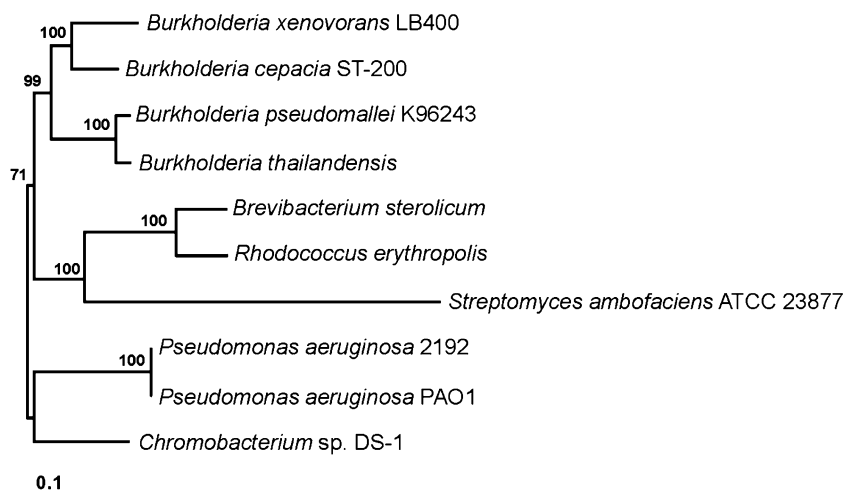 Burkholderia xenovorans LB400
100
Burkholderia cepacia ST-200
99
Burkholderia pseudomallei K96243
100
Burkholderia thailandensis
71
Brevibacterium sterolicum
100
Rhodococcus erythropolis
100
Streptomyces ambofaciens ATCC 23877
Pseudomonas aeruginosa 2192
100
Pseudomonas aeruginosa PAO1
Chromobacterium sp. DS-1
0.1